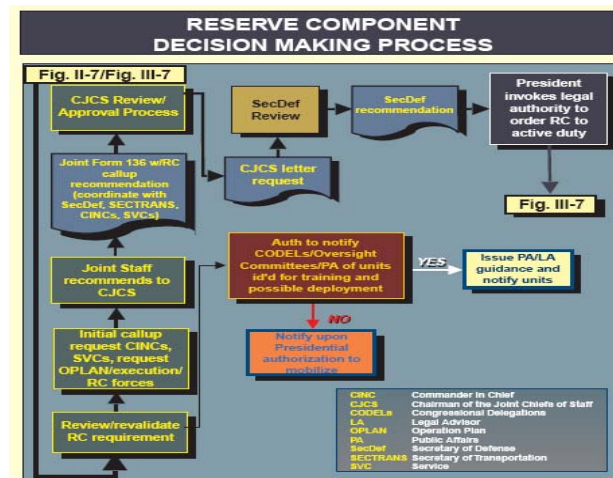 RESERVE COMPONENT
DECISION MAKING PROCESS
Fig. II-7/Fig. III-7
CJCS Review/
Approval Process
SecDef
Review
SecDef
recommendation
President
invokes legal
authority to
order RC to
active duty
CJCS letter
request
Joint Form 136 w/RC
callup
recommendation
(coordinate with
SecDef, SECTRANS,
CINCs, SVCs)
Fig. III-7
Joint Staff
recommends to
CJCS
Auth to notify
CODELs/Oversight
Committees/PA of units
id'd for training and
possible deployment
YES
Issue PA/LA
guidance and
notify units
NO
Notify upon
Presidential
authorization to
mobilize
Initial callup
request CINCs,
SVCs, request
OPLAN/execution/
RC forces
Review/revalidate
RC requirement
CINC Commander in Chief
CJCS Chairman of the Joint Chiefs of Staff
CODELs Congressional Delegations
LA Legal Advisor
OPLAN Operation Plan
PA Public Affairs
SecDef Secretary of Defense
SECTRANS Secretary of Transportation
SVC Service